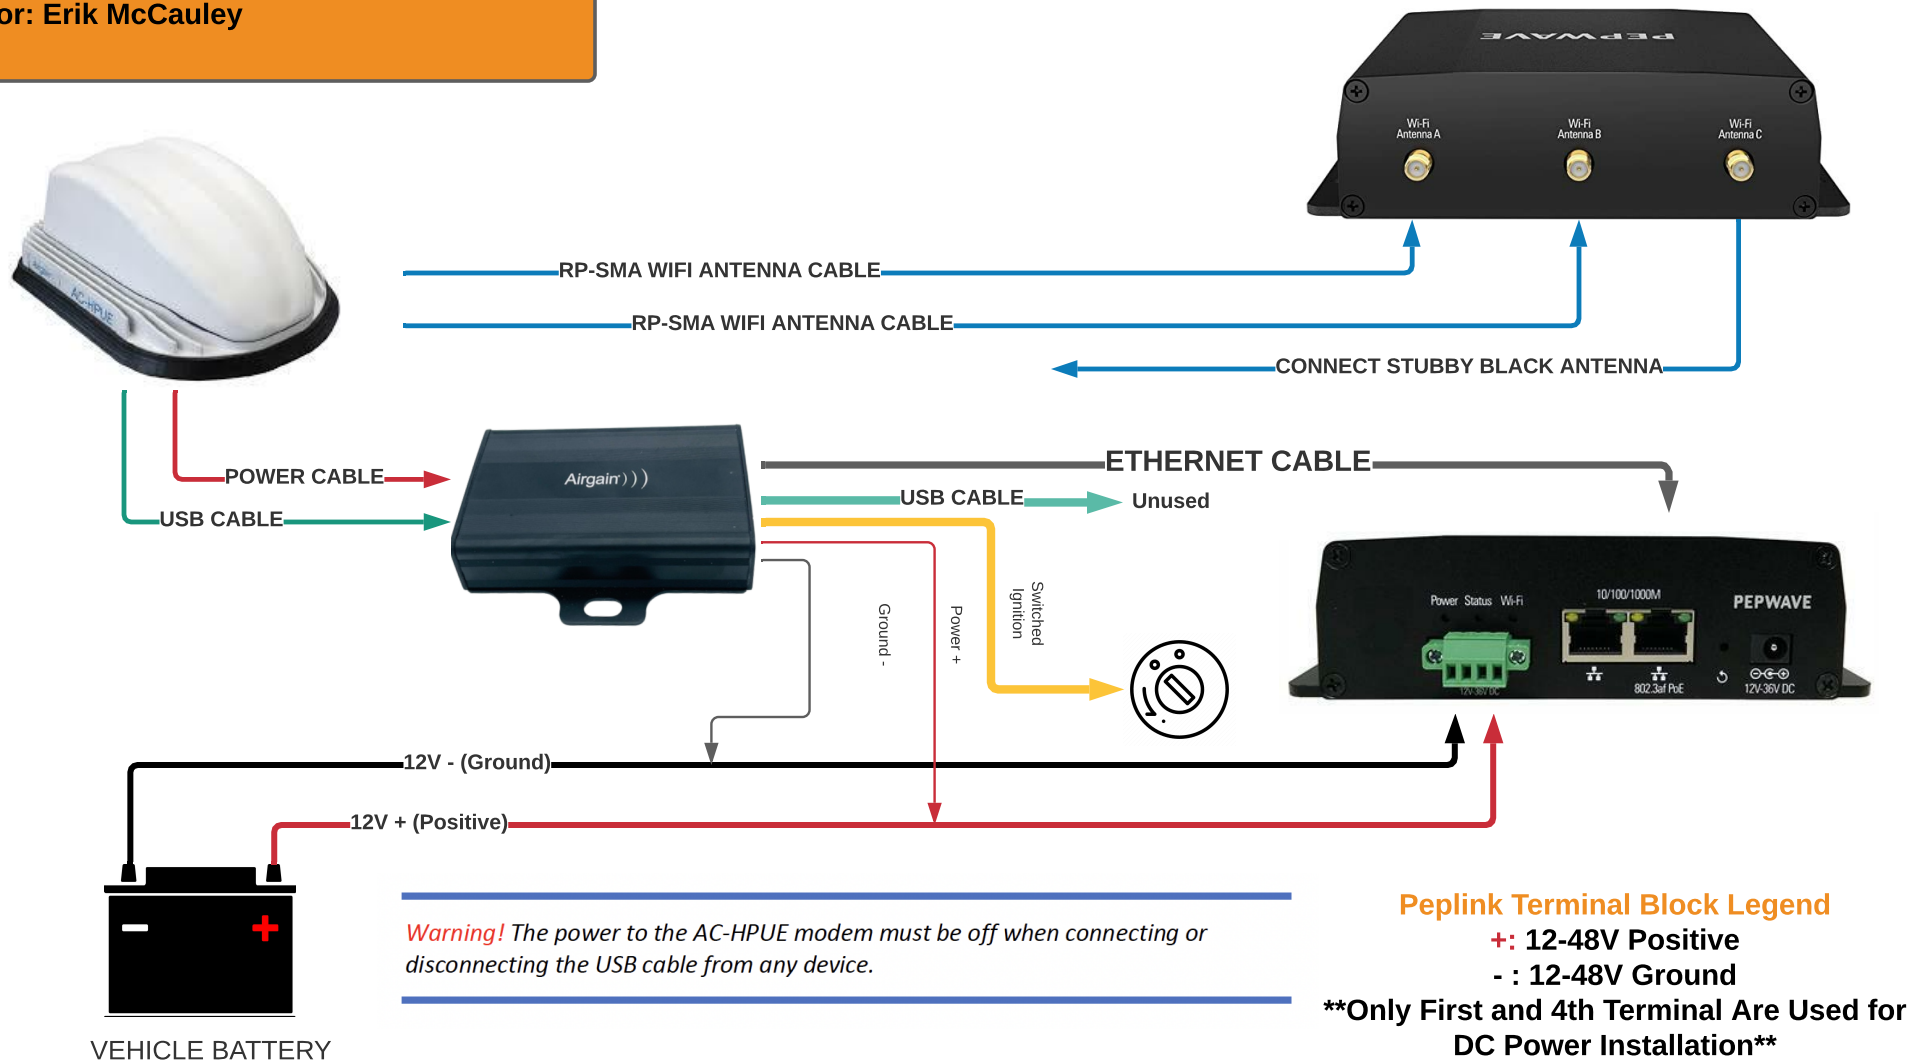 or: Erik McCauley
PEPWAVE
Wi-Fi
Antenna A
Wi-Fi
Antenna B
Wi-Fi
Antenna C
AC-HPUE
RP-SMA WIFI ANTENNA CABLE
RP-SMA WIFI ANTENNA CABLE
CONNECT STUBBY BLACK ANTENNA
POWER CABLE
USB CABLE
Airgain
ETHERNET CABLE
USB CABLE
Unused
Ground -
Power +
Switched
Ignition
Power Status Wi-Fi
10/100/1000M
PEPWAVE
12V-36V DC
802.3af PoE
12V-36V DC
12V - (Ground)
12V + (Positive)
VEHICLE BATTERY
Warning! The power to the AC-HPUE modem must be off when connecting or
disconnecting the USB cable from any device.
Peplink Terminal Block Legend
+: 12-48V Positive
- : 12-48V Ground
**Only First and 4th Terminal Are Used for
DC Power Installation**